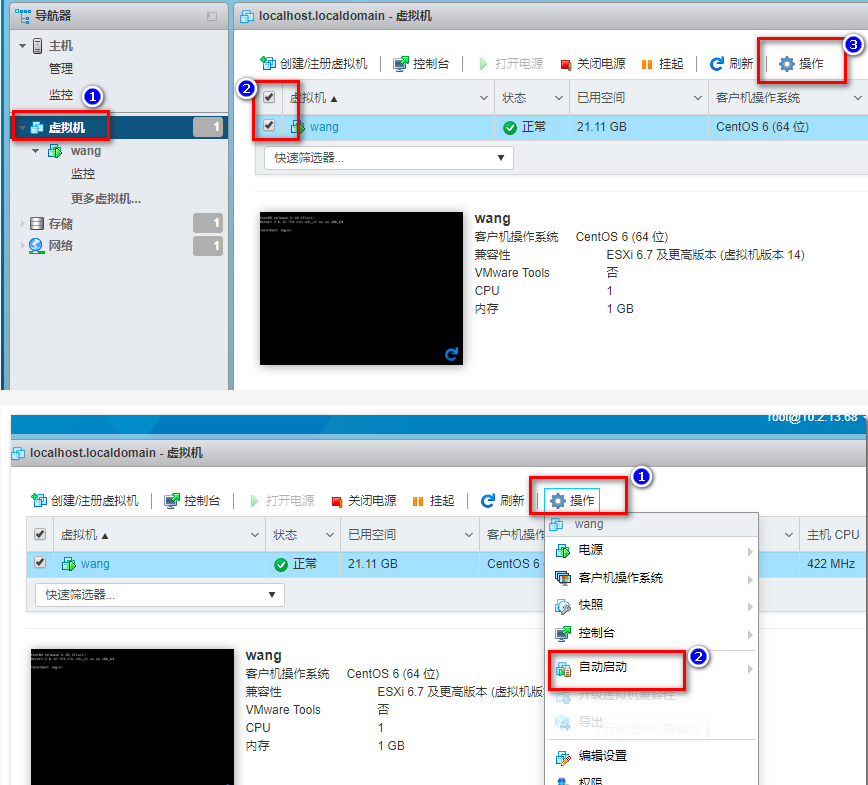 导航器
localhost.localdomain - 虚拟机
主机
管理
监控
虚拟机 1
wang
监控
更多虚拟机...
存储 1
网络 1
1
2
3
创建/注册虚拟机 控制台 打开电源 关闭电源 挂起 刷新 操作
虚拟机 ▲ 状态 已用空间 客户机操作系统
wang 正常 21.11 GB CentOS 6 (64 位)
快速筛选器...
wang
客户机操作系统 CentOS 6 (64 位)
兼容性 ESXi 6.7 及更高版本 (虚拟机版本 14)
VMware Tools 否
CPU 1
内存 1 GB
root@10.2.13.68
localhost.localdomain - 虚拟机
创建/注册虚拟机 控制台 打开电源 关闭电源 挂起 刷新 操作
1
虚拟机 ▲ 状态 已用空间 客户机操作 主机 CPU
wang 正常 21.11 GB CentOS 6 422 MHz
快速筛选器...
wang
电源
客户机操作系统
快照
控制台
自动启动
2
升级虚拟机兼容性
导出
升级虚拟机兼容性
编辑设置
权限
wang
客户机操作系统 CentOS 6 (64 位)
兼容性 ESXi 6.7 及更高版本 (虚拟机版
VMware Tools 否
CPU 1
内存 1 GB